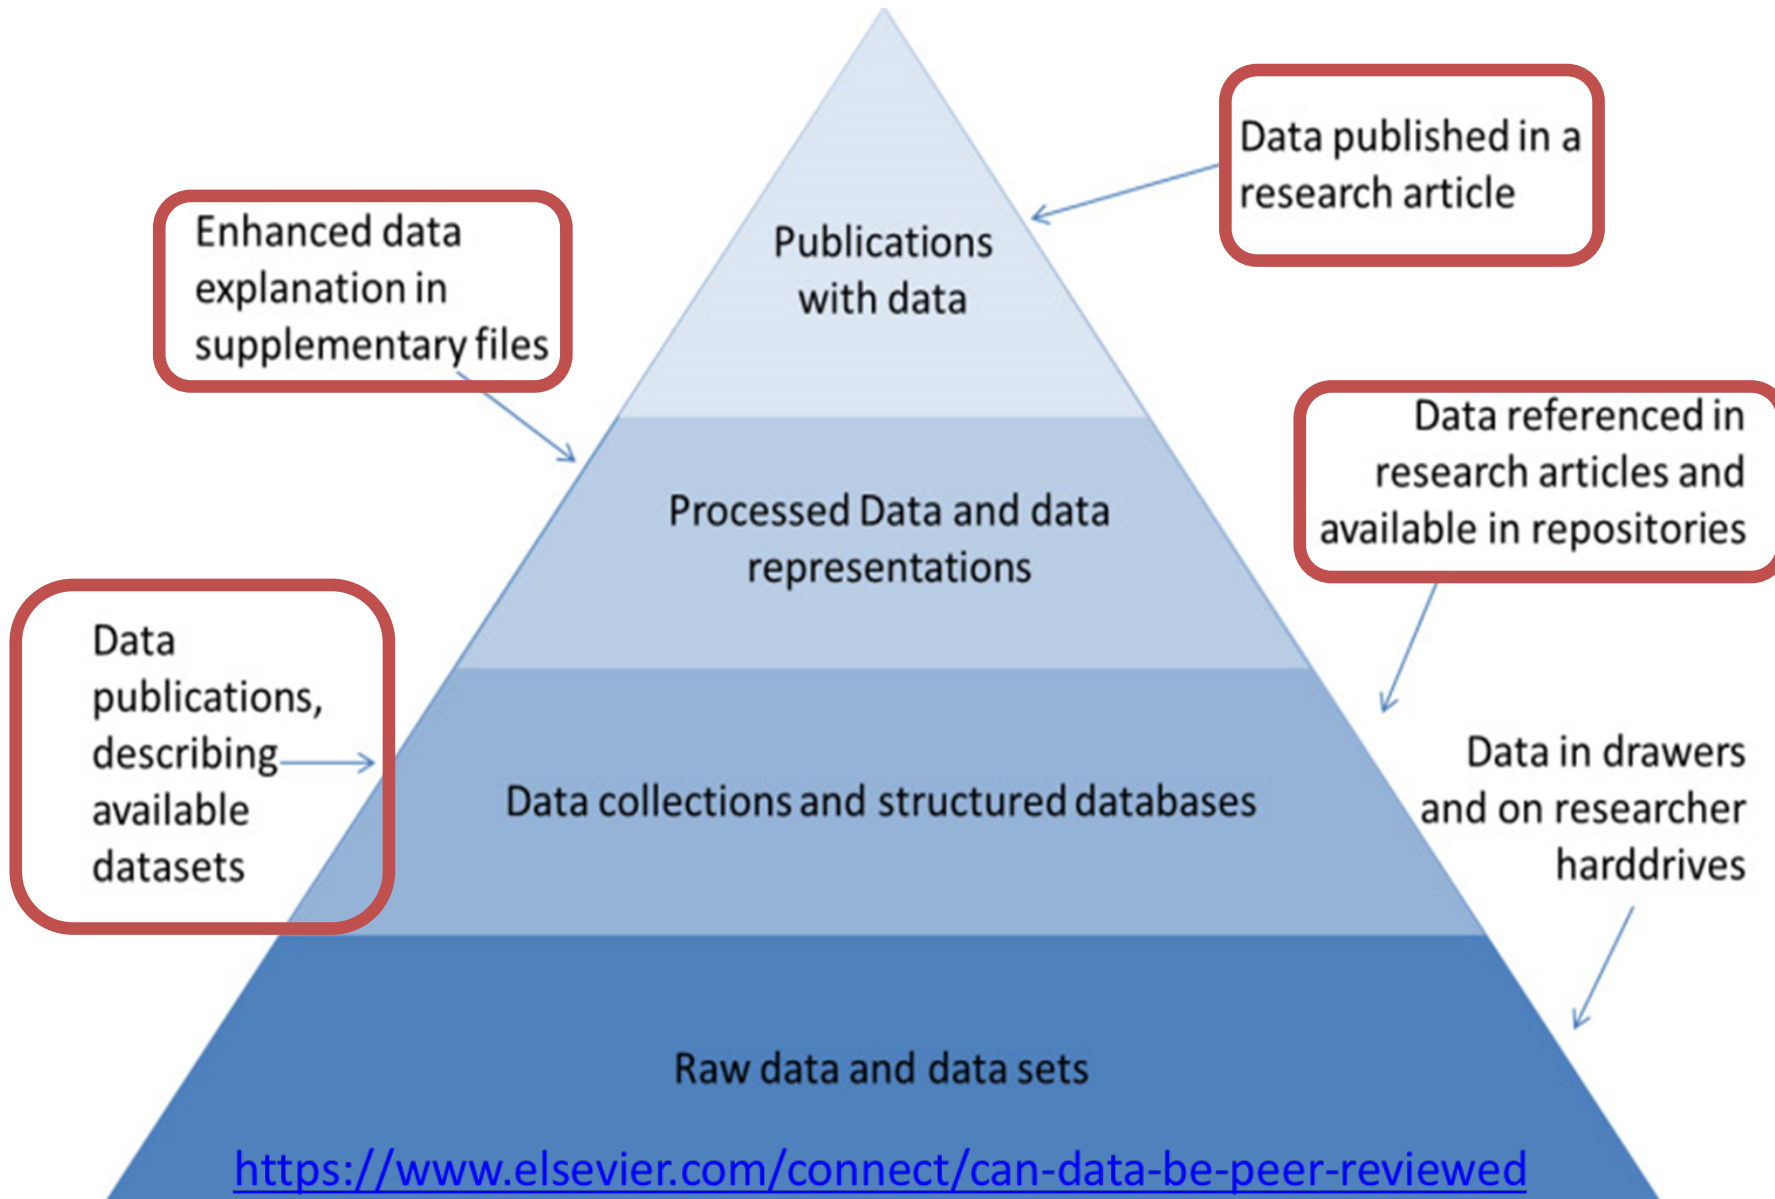 Data published in a
research article
Enhanced data
explanation in
supplementary files
Publications
with data
Data referenced in
research articles and
available in repositories
Processed Data and data
representations
Data
publications,
describing
available
datasets
Data collections and structured databases
Data in drawers
and on researcher
harddrives
Raw data and data sets
https://www.elsevier.com/connect/can-data-be-peer-reviewed